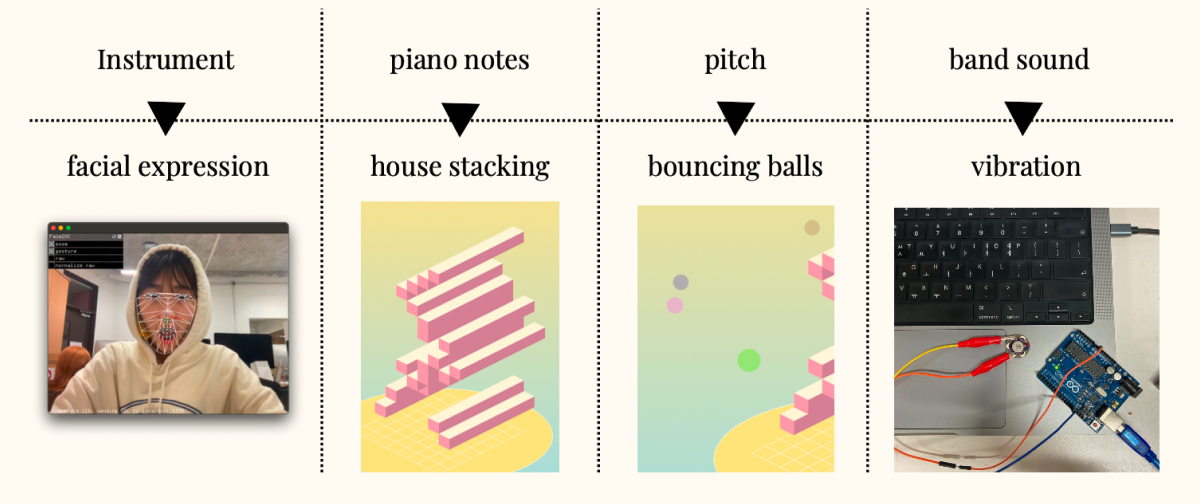 Instrument
piano notes
pitch
band sound
facial expression
house stacking
bouncing balls
vibration
FaceOSC
pose
gesture
raw
normalize raw